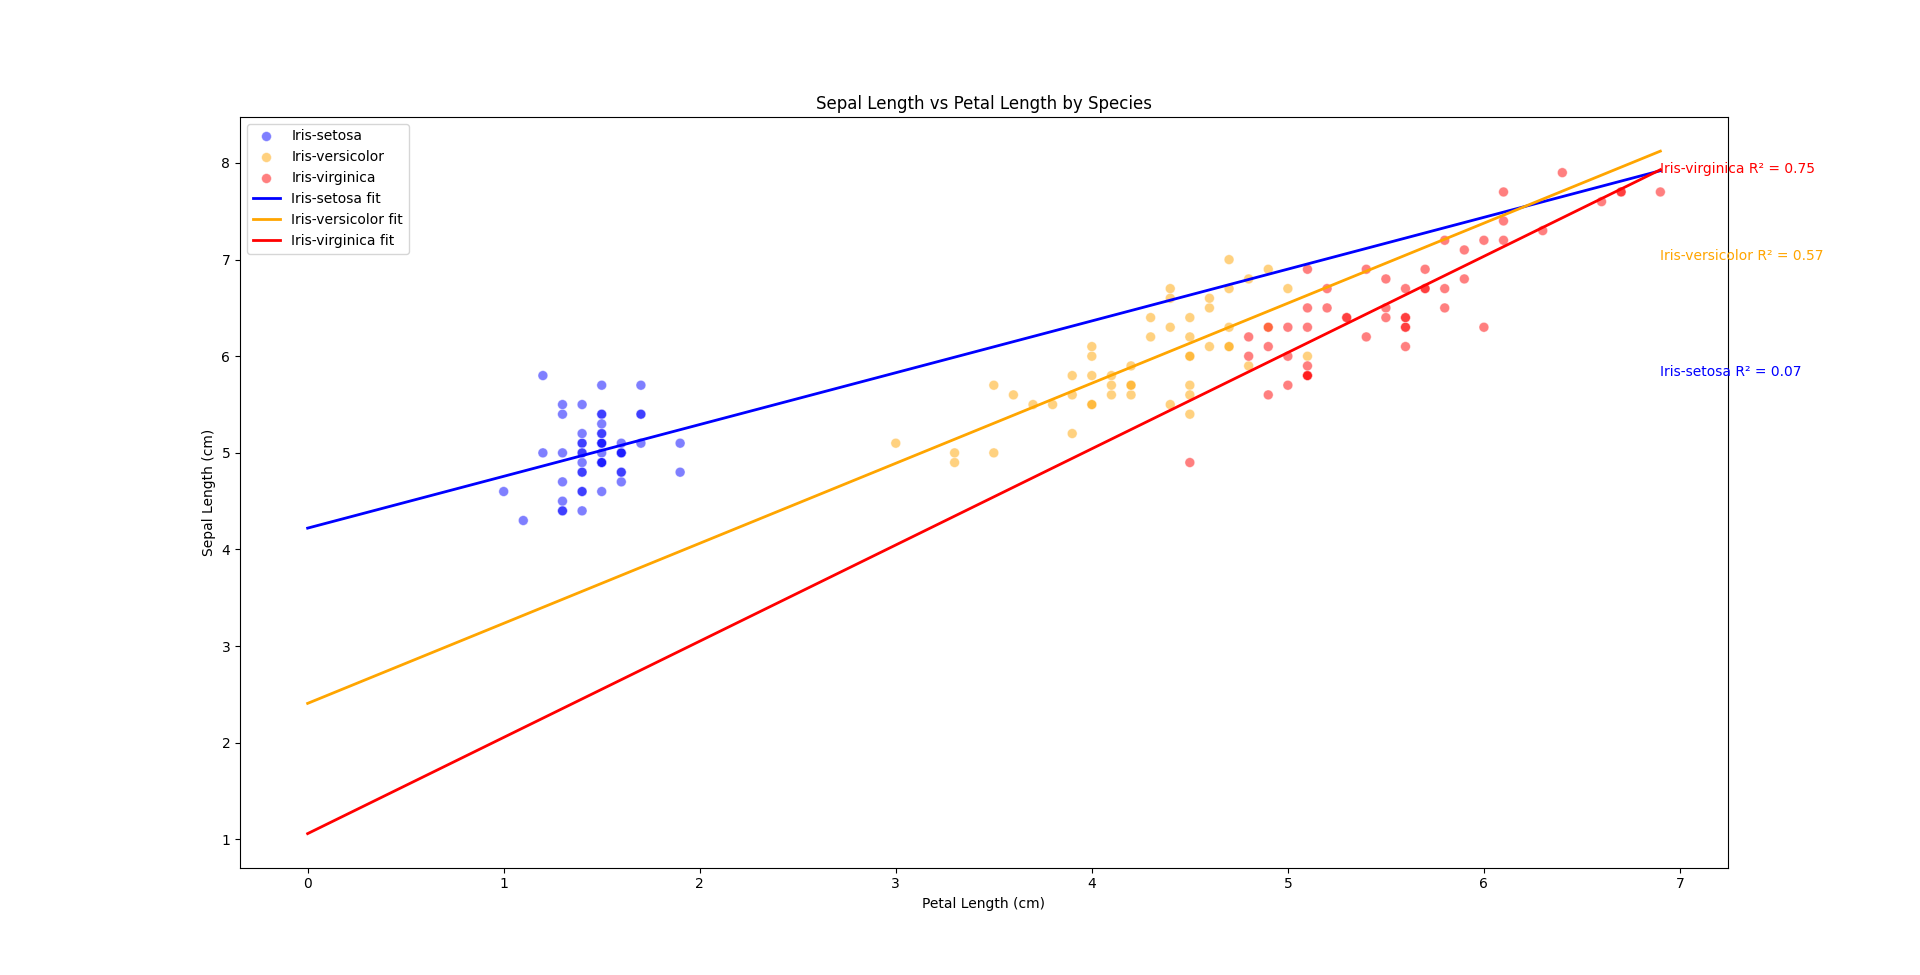 Sepal Length vs Petal Length by Species
Iris-setosa
Iris-versicolor
Iris-virginica
Iris-setosa fit
Iris-versicolor fit
Iris-virginica fit
Iris-virginica R² = 0.75
Iris-versicolor R² = 0.57
Iris-setosa R² = 0.07
Sepal Length (cm)
8
7
6
5
4
3
2
1
0 1 2 3 4 5 6 7
Petal Length (cm)